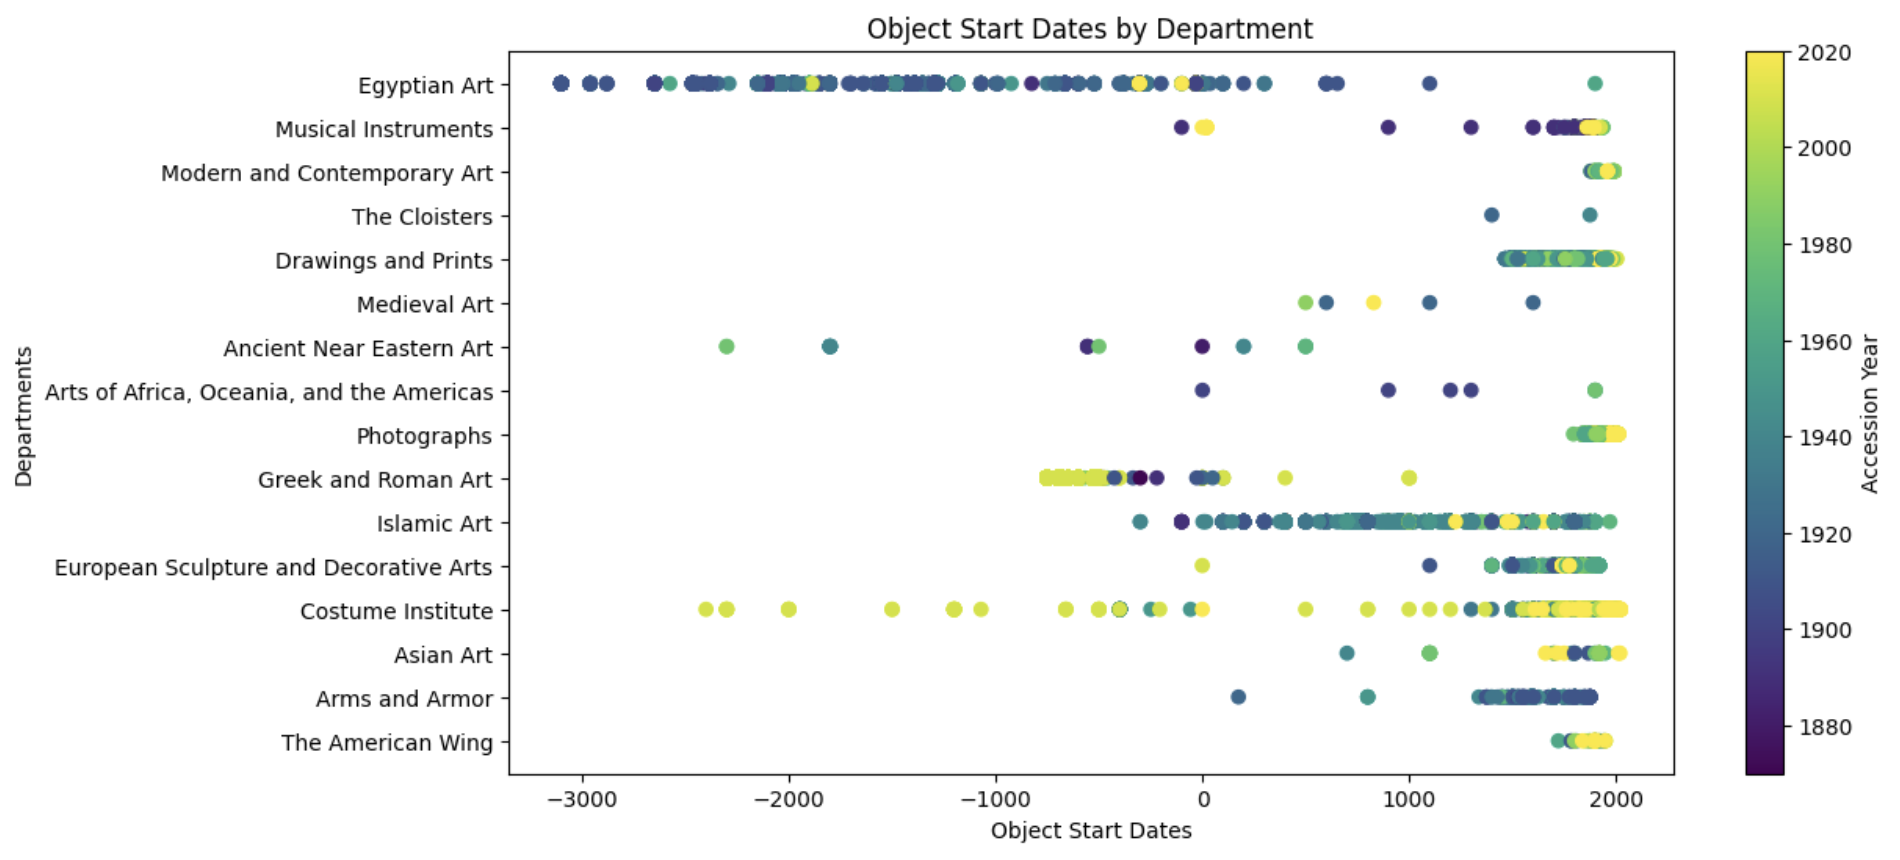 Object Start Dates by Department
Departments
Egyptian Art
Musical Instruments
Modern and Contemporary Art
The Cloisters
Drawings and Prints
Medieval Art
Ancient Near Eastern Art
Arts of Africa, Oceania, and the Americas
Photographs
Greek and Roman Art
Islamic Art
European Sculpture and Decorative Arts
Costume Institute
Asian Art
Arms and Armor
The American Wing
−3000 −2000 −1000 0 1000 2000
Object Start Dates
2020
2000
1980
1960
1940
1920
1900
1880
Accession Year